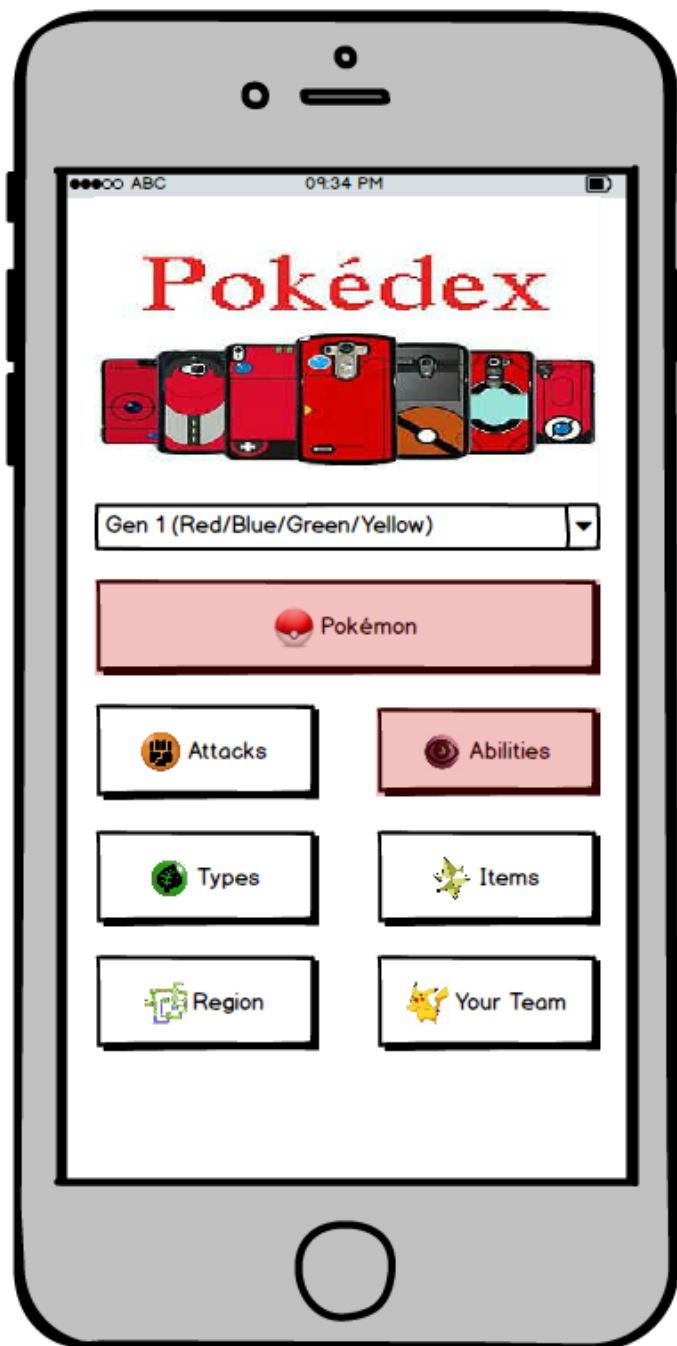 ABC 09:34 PM
Pokédex
Gen 1 (Red/Blue/Green/Yellow)
Pokémon
Attacks Abilities
Types Items
Region Your Team